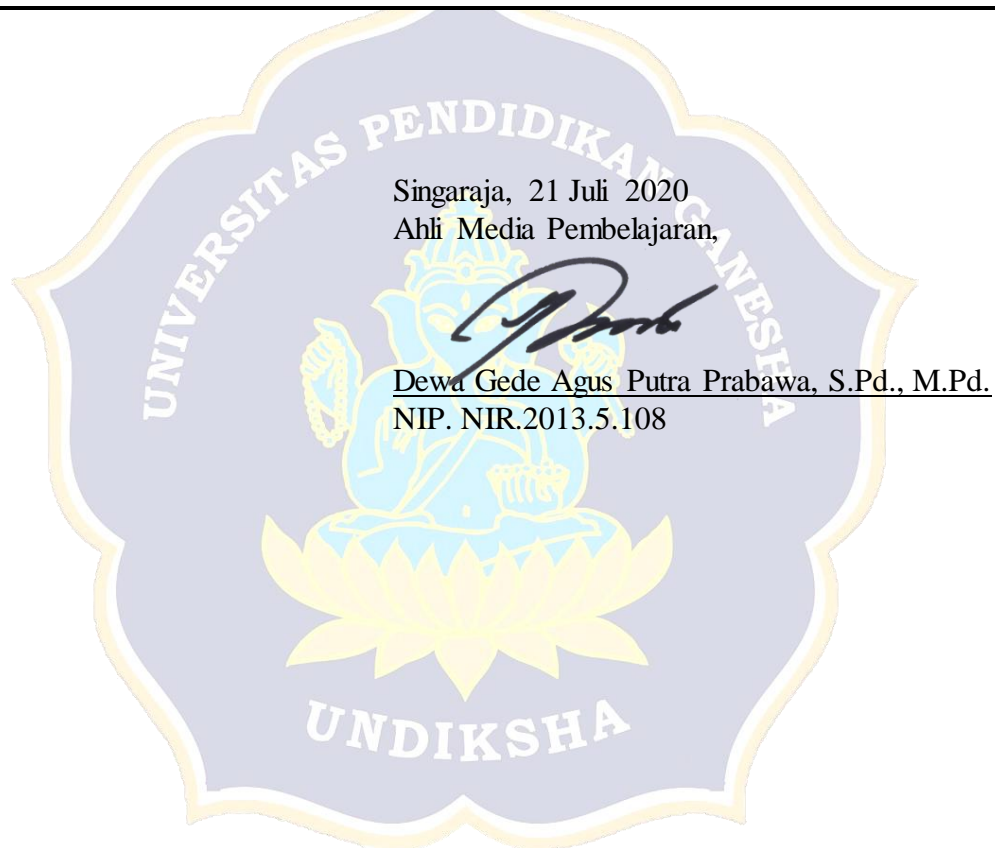 UNIVERSITAS PENDIDIKAN GANESHA
Singaraja, 21 Juli 2020
Ahli Media Pembelajaran,
Dewa Gede Agus Putra Prabawa, S.Pd., M.Pd.
NIP. NIR.2013.5.108
UNDIKSHA